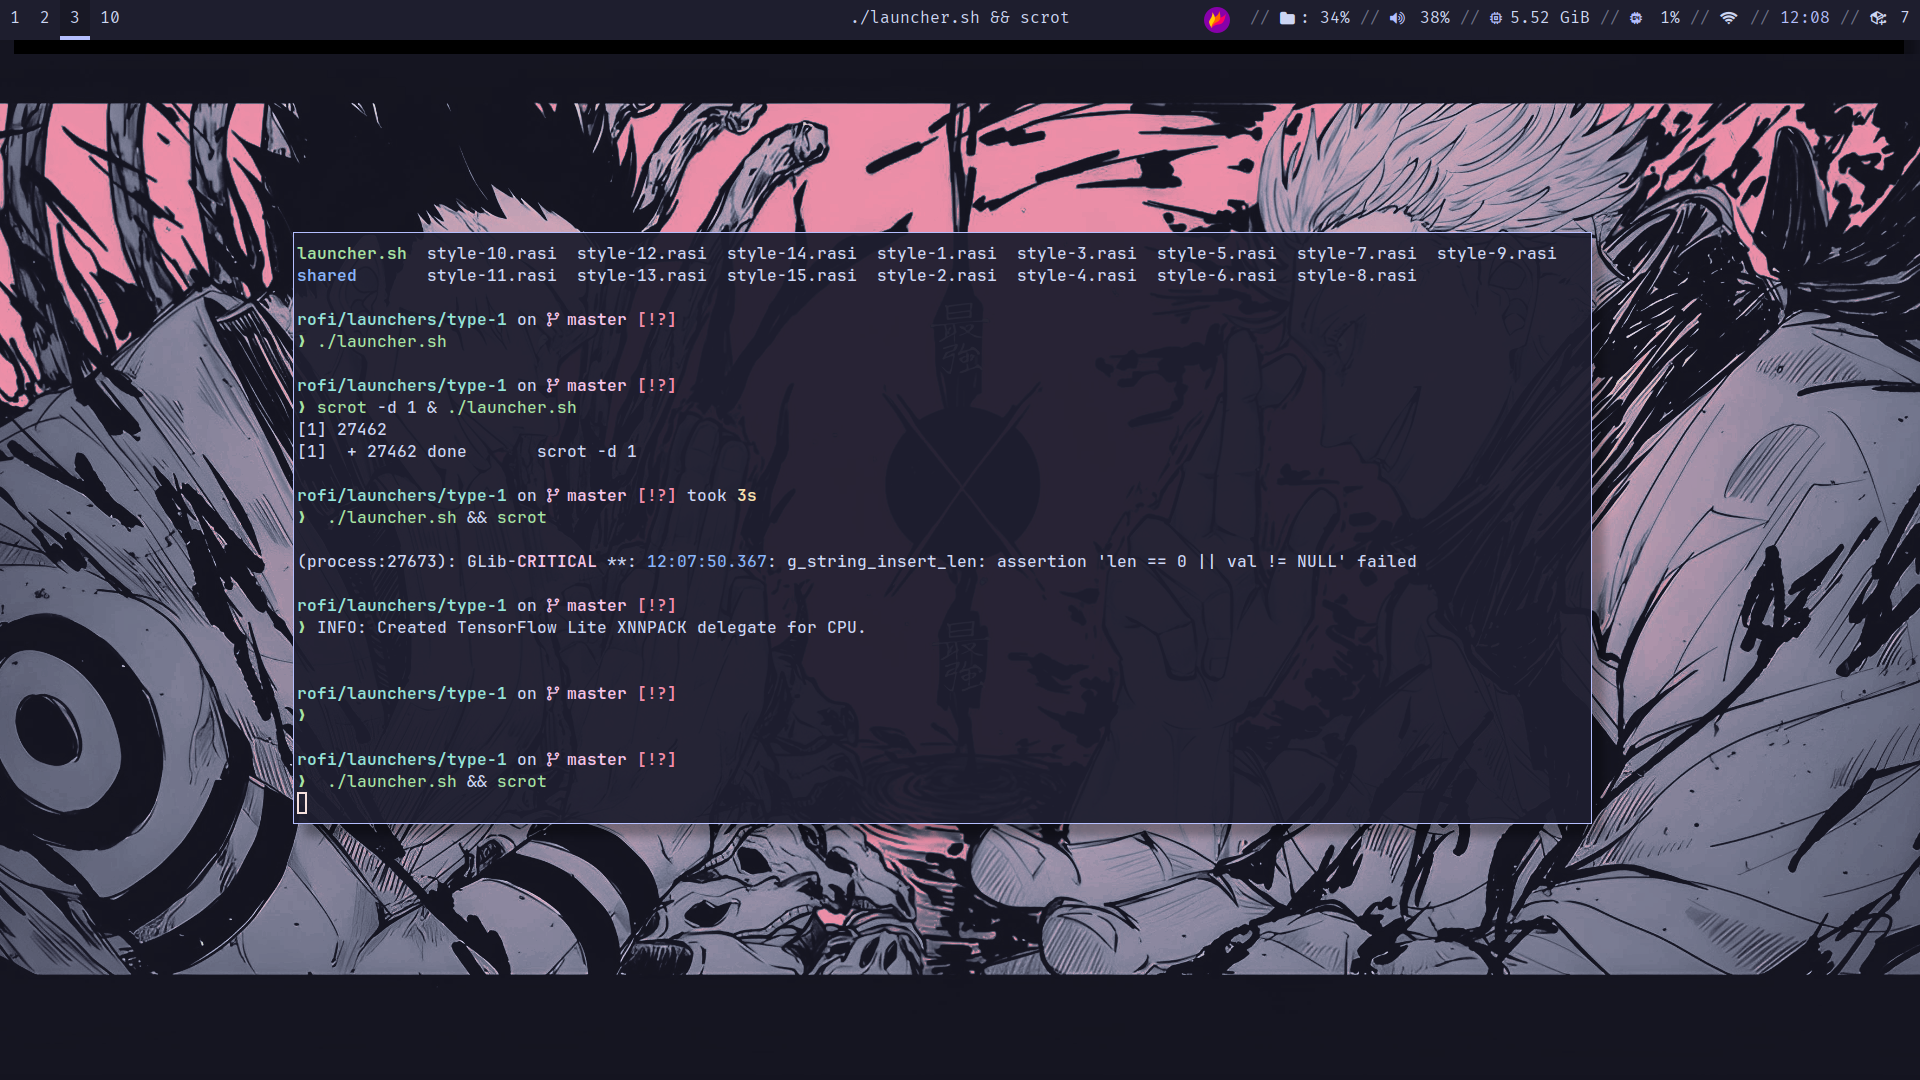 1 2 3 10 ./launcher.sh && scrot // : 34% // 38% // 5.52 GiB // 1% // // 12:08 // 7
launcher.sh style-10.rasi style-12.rasi style-14.rasi style-1.rasi style-3.rasi style-5.rasi style-7.rasi style-9.rasi
shared style-11.rasi style-13.rasi style-15.rasi style-2.rasi style-4.rasi style-6.rasi style-8.rasi
rofi/launchers/type-1 on master [!?]
❱ ./launcher.sh
rofi/launchers/type-1 on master [!?]
❱ scrot -d 1 & ./launcher.sh
[1] 27462
[1]  + 27462 done       scrot -d 1
rofi/launchers/type-1 on master [!?] took 3s
❱  ./launcher.sh && scrot
(process:27673): GLib-CRITICAL **: 12:07:50.367: g_string_insert_len: assertion 'len == 0 || val != NULL' failed
rofi/launchers/type-1 on master [!?]
❱ INFO: Created TensorFlow Lite XNNPACK delegate for CPU.
rofi/launchers/type-1 on master [!?]
❱
rofi/launchers/type-1 on master [!?]
❱  ./launcher.sh && scrot
最強
最強